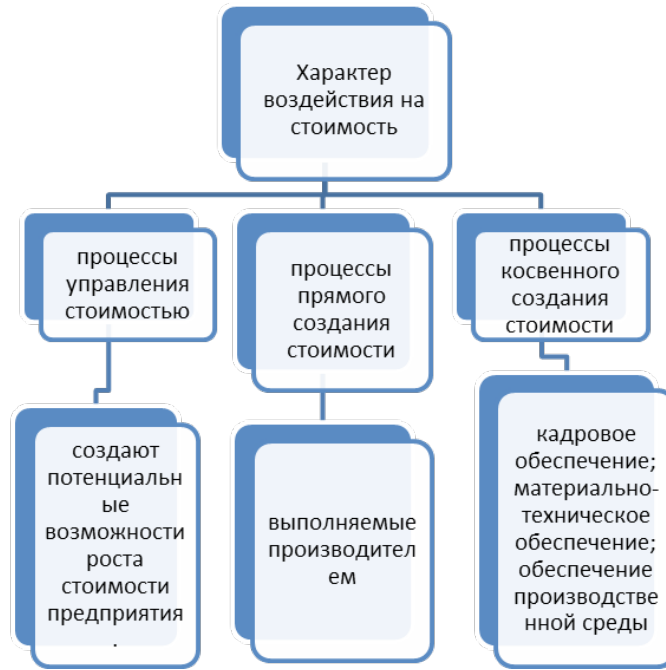 Характер
воздействия на
стоимость
процессы
управления
стоимостью
процессы
прямого
создания
стоимости
процессы
косвенного
создания
стоимости
создают
потенциальн
ые
возможности
роста
стоимости
предприятия
.
выполняемые
производител
ем
кадровое
обеспечение;
материально-
техническое
обеспечение;
обеспечение
производстве
нной среды